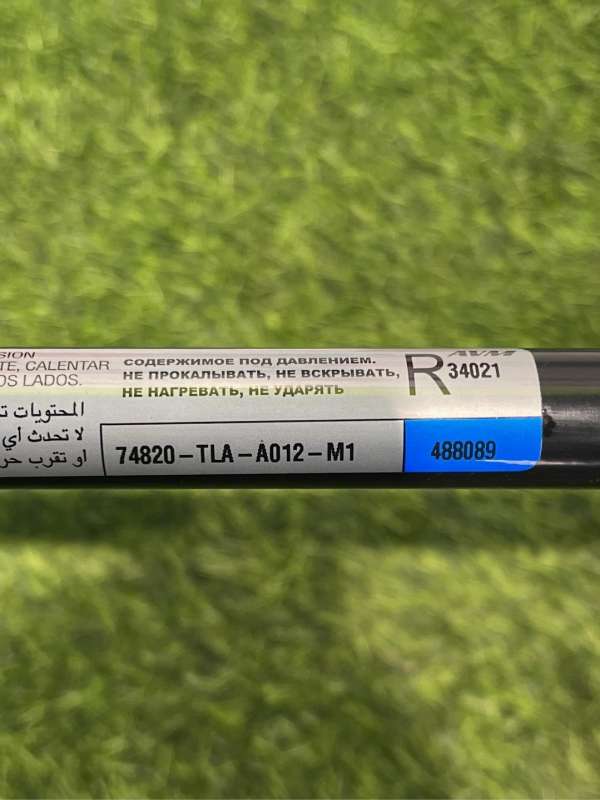 SION
TE, CALENTAR
OS LADOS.
СОДЕРЖИМОЕ ПОД ДАВЛЕНИЕМ.
НЕ ПРОКАЛЫВАТЬ, НЕ ВСКРЫВАТЬ,
НЕ НАГРЕВАТЬ, НЕ УДАРЯТЬ
AVM
R 34021
المحتويات ت
لا تحدث أي
او تقرب حر
74820-TLA-A012-M1
488089